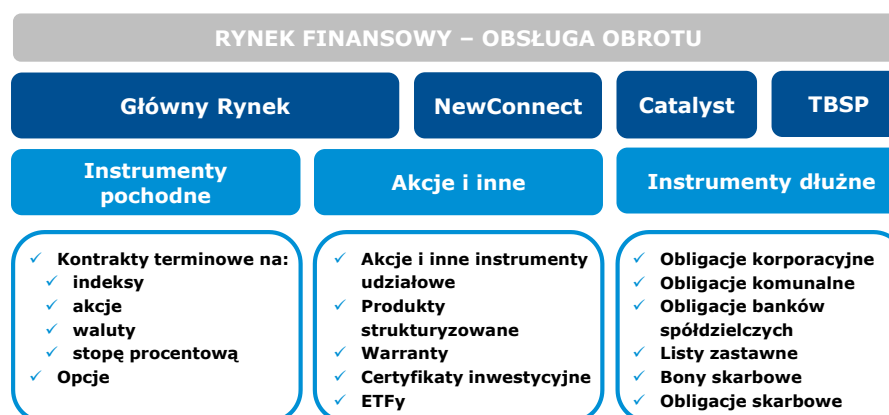 RYNEK FINANSOWY – OBSŁUGA OBROTU
Główny Rynek
NewConnect
Catalyst
TBSP
Instrumenty
pochodne
Akcje i inne
Instrumenty dłużne
✓ Kontrakty terminowe na:
✓ indeksy
✓ akcje
✓ waluty
✓ stopę procentową
✓ Opcje
✓ Akcje i inne instrumenty
udziałowe
✓ Produkty
strukturyzowane
✓ Warranty
✓ Certyfikaty inwestycyjne
✓ ETFy
✓ Obligacje korporacyjne
✓ Obligacje komunalne
✓ Obligacje banków
spółdzielczych
✓ Listy zastawne
✓ Bony skarbowe
✓ Obligacje skarbowe